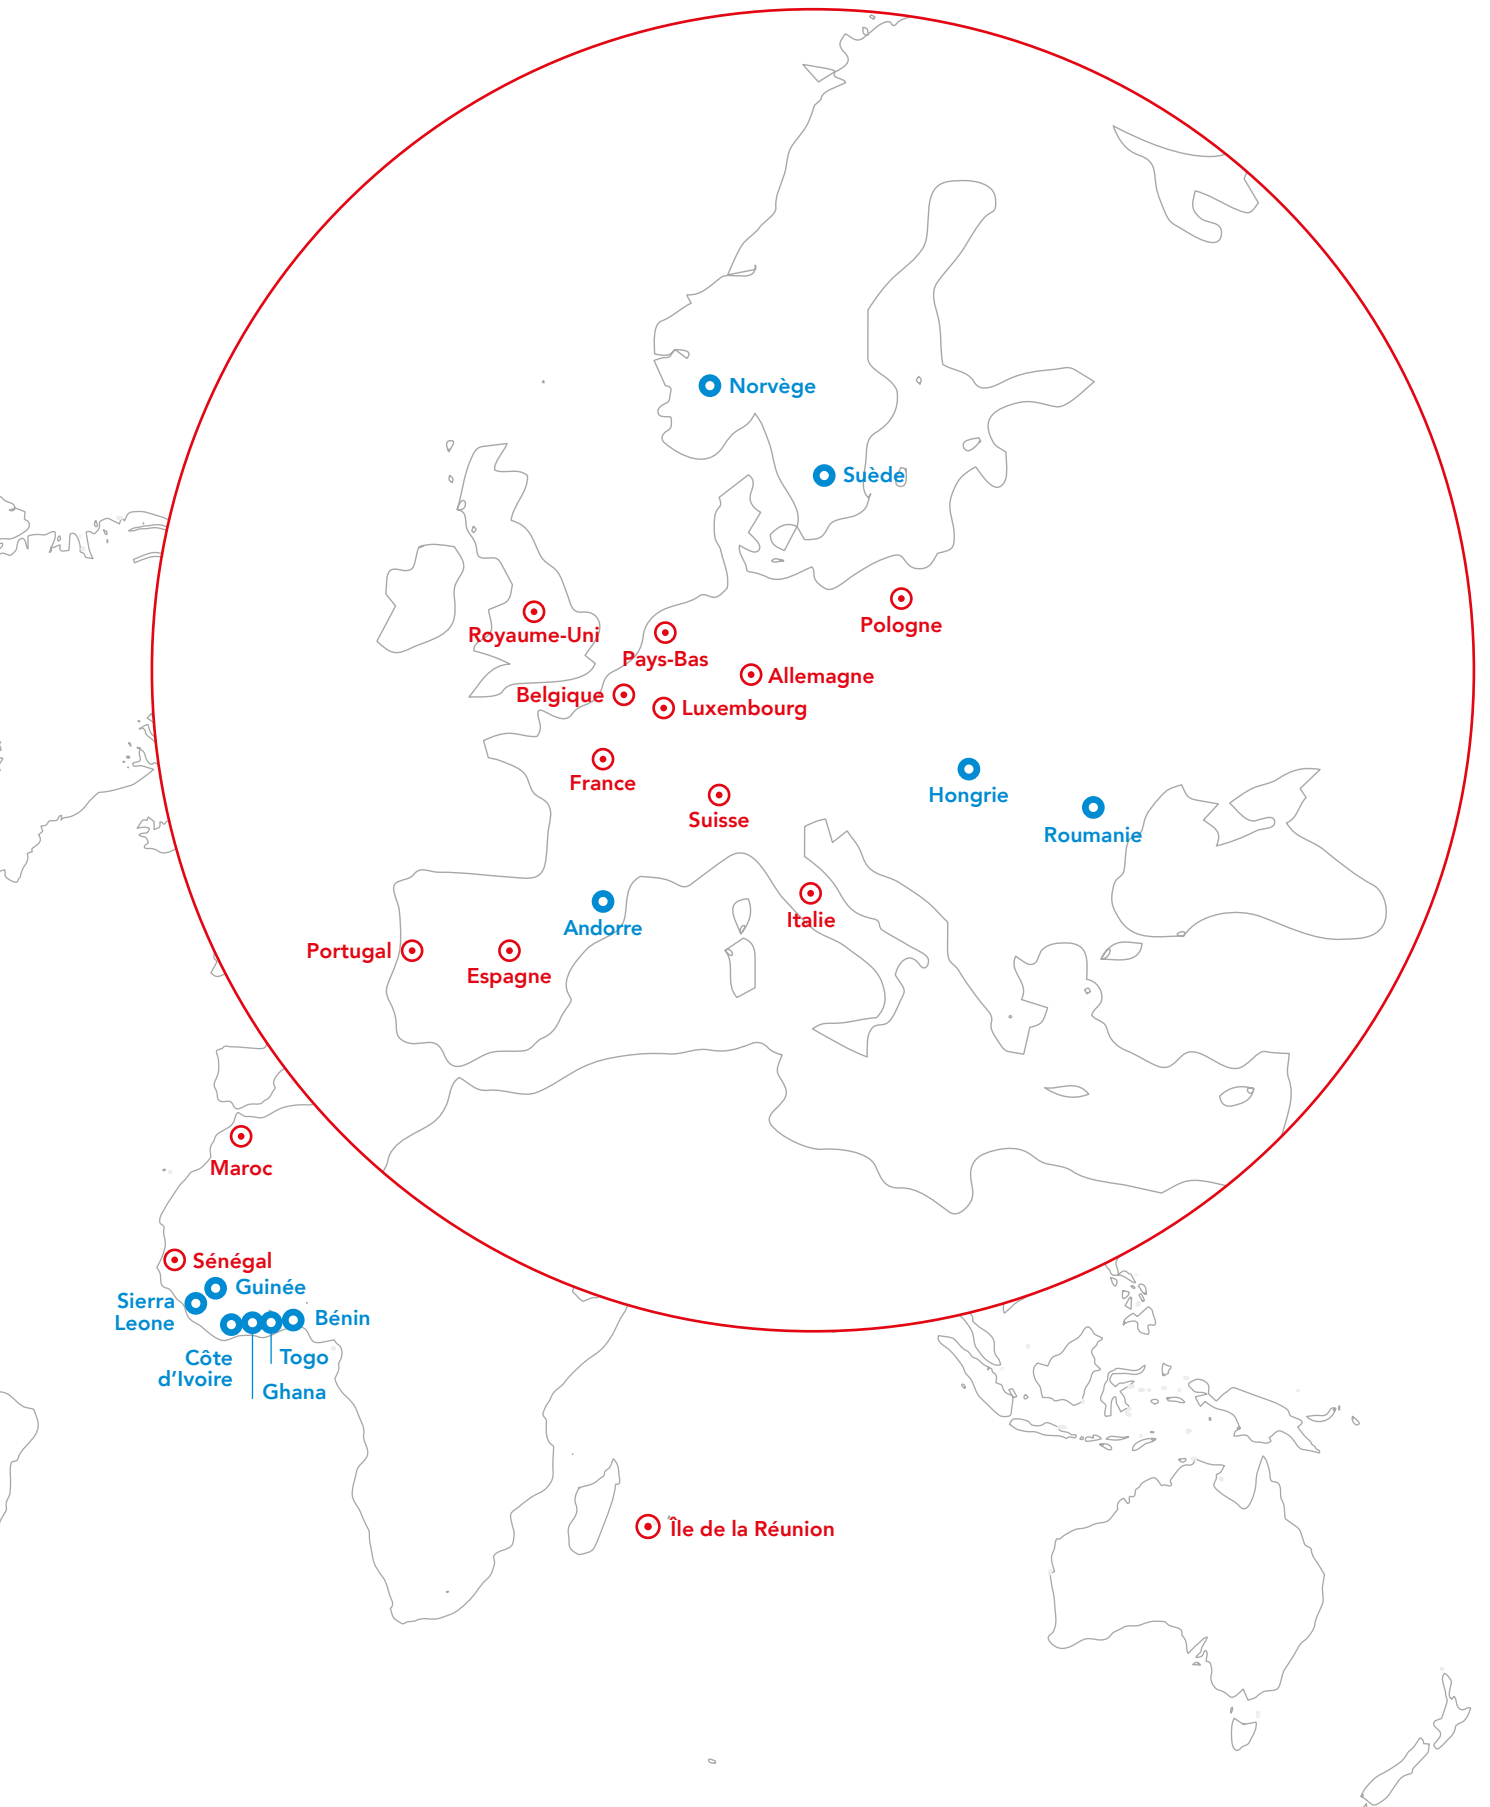 Norvège
Suède
Pologne
Royaume-Uni
Pays-Bas
Allemagne
Belgique
Luxembourg
France
Hongrie
Suisse
Roumanie
Italie
Andorre
Portugal
Espagne
Maroc
Sénégal
Guinée
Sierra
Leone
Bénin
Côte
d’Ivoire
Togo
Ghana
Île de la Réunion